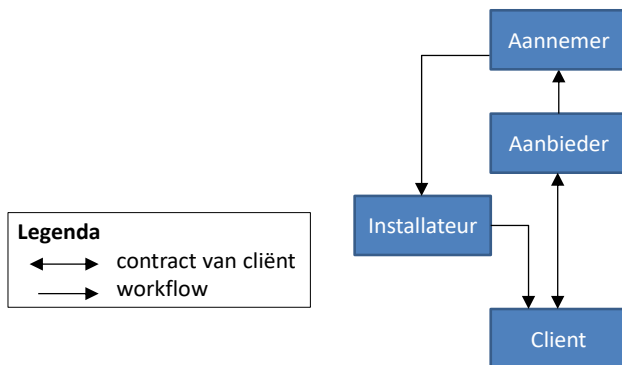 Aannemer
Aanbieder
Installateur
Legenda
contract van cliënt
workflow
Client